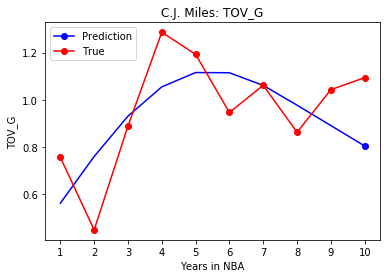 C.J. Miles: TOV_G
Prediction
True
TOV_G
1.2
1.0
0.8
0.6
1 2 3 4 5 6 7 8 9 10
Years in NBA